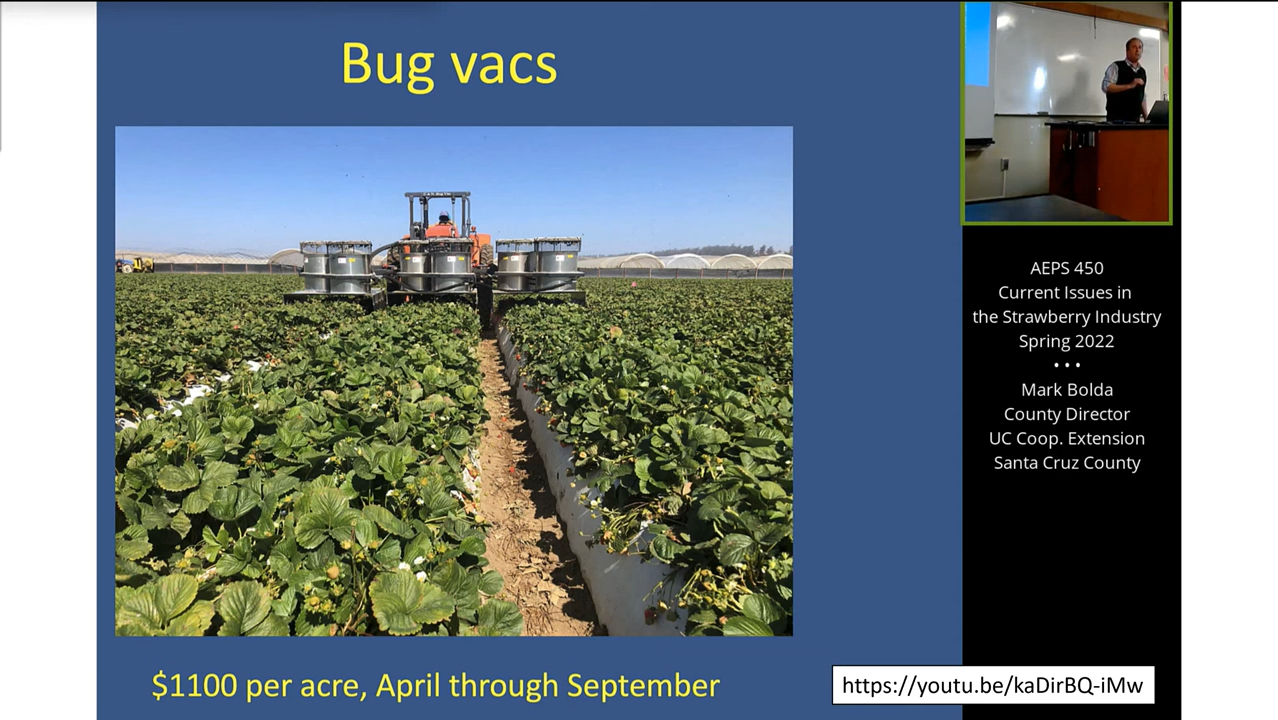 Bug vacs
$1100 per acre, April through September
AEPS 450
Current Issues in
the Strawberry Industry
Spring 2022
• • •
Mark Bolda
County Director
UC Coop. Extension
Santa Cruz County
https://youtu.be/kaDirBQ-iMw